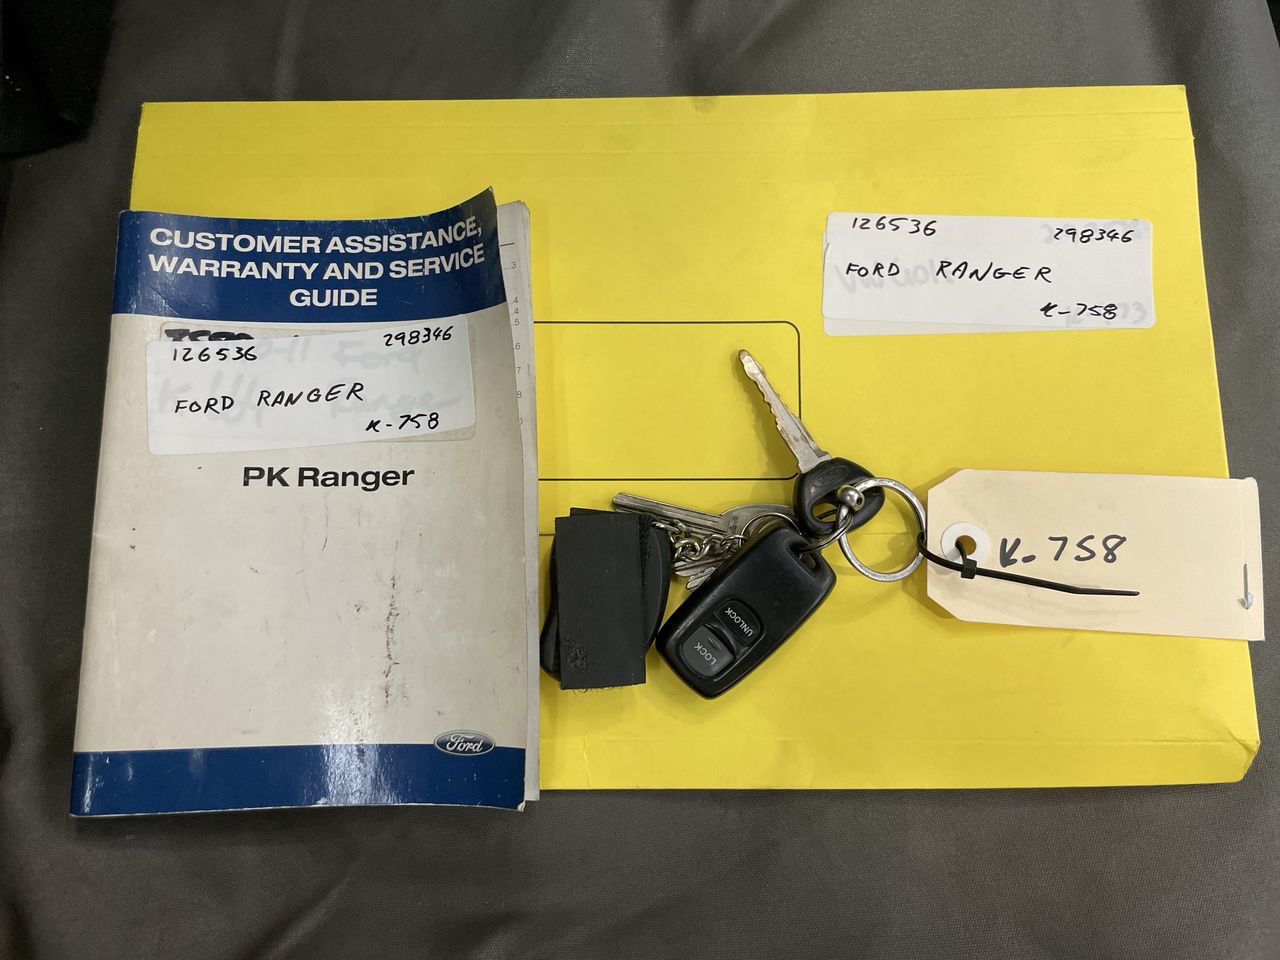 CUSTOMER ASSISTANCE,
WARRANTY AND SERVICE
GUIDE
126536 298346
FORD RANGER
K-758
PK Ranger
Ford
126536 298346
FORD RANGER
K-758
UNLOCK
LOCK
K-758